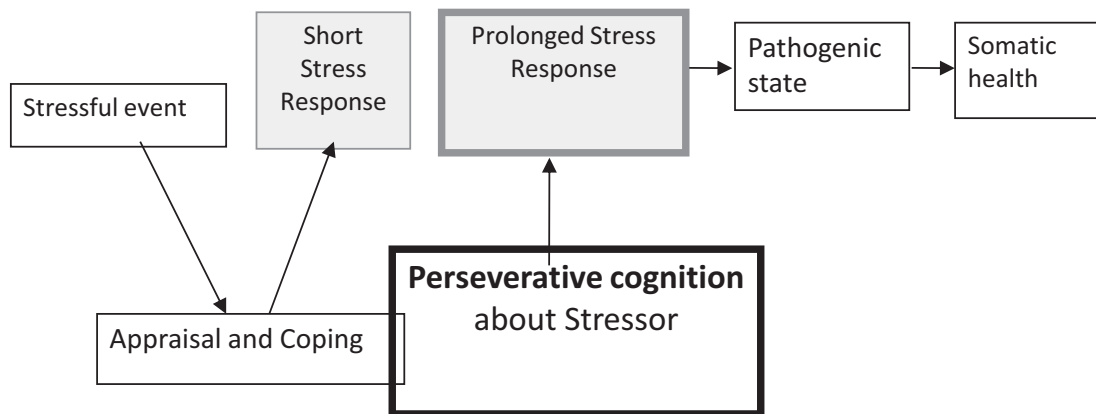 Stressful event
Short
Stress
Response
Prolonged Stress
Response
Pathogenic
state
Somatic
health
Appraisal and Coping
Perseverative cognition
about Stressor